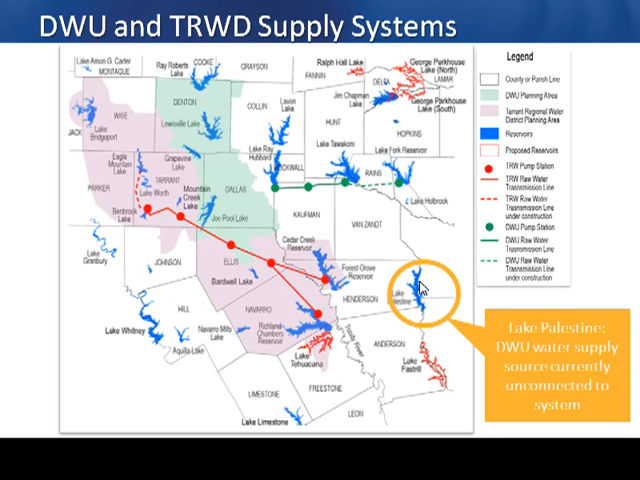 DWU and TRWD Supply Systems
Lake Amon G. Carter
MONTAGUE
Ray Roberts
Lake
COOKE
GRAYSON
FANNIN
Ralph Hall Lake
DELTA
George Parkhouse
Lake (North)
LAMAR
Jim Chapman
Lake
George Parkhouse
Lake (South)
HOPKINS
DENTON
Lewisville Lake
COLLIN
Lavon
Lake
HUNT
WISE
JACK
Lake
Bridgeport
Lake Ray
Hubbard
ROCKWALL
Lake Tawakoni
Lake Fork Reservoir
RAINS
Eagle
Mountain
Lake
Grapevine
Lake
PARKER
TARRANT
Lake Worth
Mountain
Creek
Lake
DALLAS
Benbrook
Lake
Joe Pool Lake
KAUFMAN
VAN ZANDT
Lake Holbrook
Lake
Granbury
JOHNSON
ELLIS
Cedar Creek
Reservoir
Forest Grove
Reservoir
Bardwell Lake
HENDERSON
Lake
Palestine
HILL
NAVARRO
Lake Whitney
Navarro Mills
Lake
Richland-
Chambers
Reservoir
Aquilla Lake
Trinity River
ANDERSON
Lake
Tehuacana
Lake
Fastrill
FREESTONE
LIMESTONE
LEON
Lake Limestone
Legend
County or Parish Line
DWU Planning Area
Tarrant Regional Water
District Planning Area
Reservoirs
Proposed Reservoirs
TRW Pump Station
TRW Raw Water
Transmission Line
TRW Raw Water
Transmission Line
under construction
DWU Pump Station
DWU Raw Water
Transmission Line
DWU Raw Water
Transmission Line
under construction
Lake Palestine:
DWU water supply
source currently
unconnected to
system